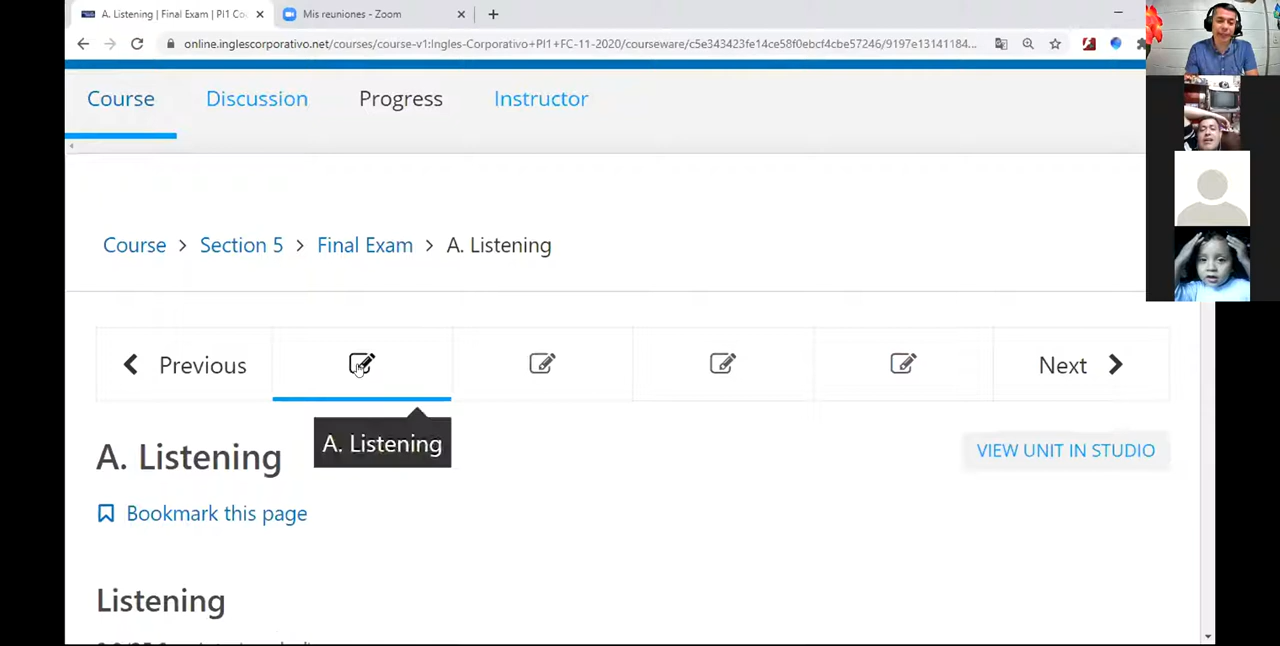 A. Listening | Final Exam | PI1 Co
Mis reuniones - Zoom
online.inglescorporativo.net/courses/course-v1:Ingles-Corporativo+PI1+FC-11-2020/courseware/c5e343423fe14ce58f0ebcf4cbe57246/9197e13141184...
Course Discussion Progress Instructor
Course > Section 5 > Final Exam > A. Listening
Previous Next
A. Listening
A. Listening
VIEW UNIT IN STUDIO
Bookmark this page
Listening